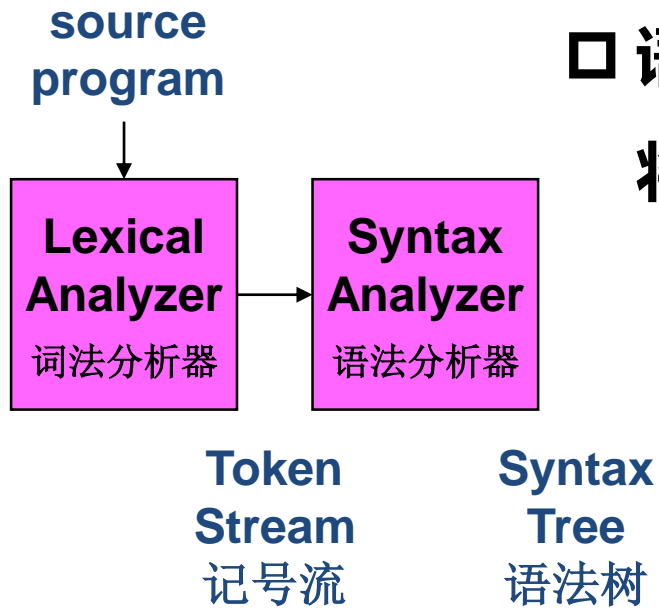 source
program
Lexical
Analyzer
词法分析器
Syntax
Analyzer
语法分析器
Token
Stream
记号流
Syntax
Tree
语法树